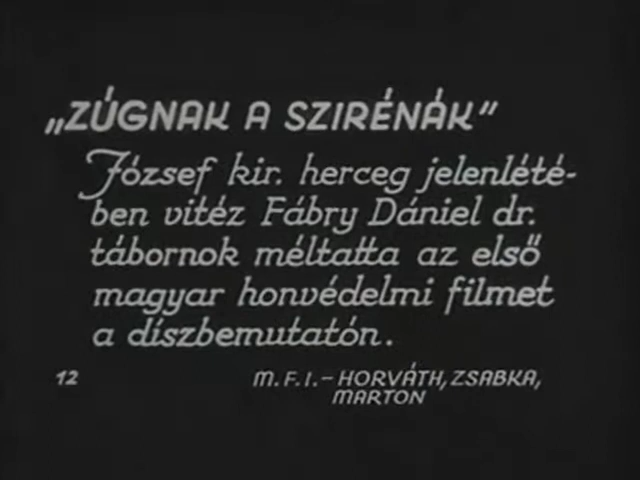 „ZÚGNAK A SZIRÉNÁK”
József kir. herceg jelenlété-
ben vitéz Fábry Dániel dr.
tábornok méltatta az első
magyar honvédelmi filmet
a díszbemutatón.
12
M. F. I. – HORVÁTH, ZSABKA,
MARTON